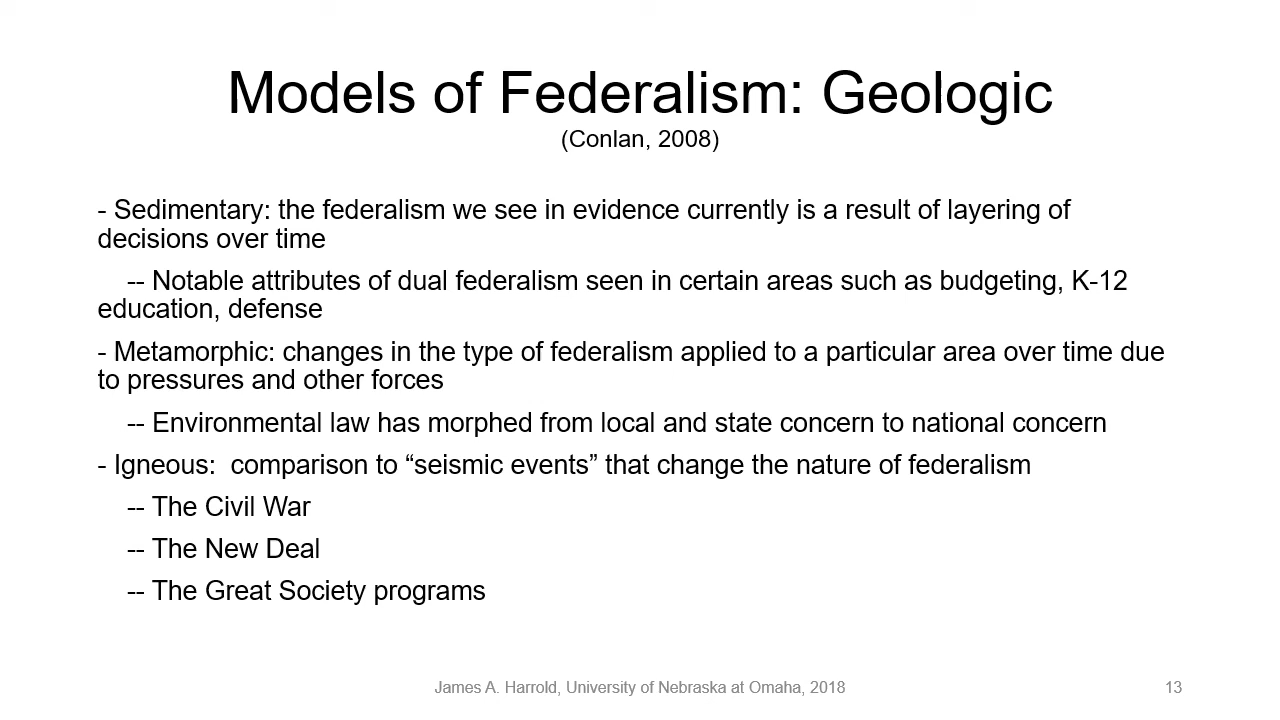 Models of Federalism: Geologic
(Conlan, 2008)
- Sedimentary: the federalism we see in evidence currently is a result of layering of
decisions over time
-- Notable attributes of dual federalism seen in certain areas such as budgeting, K-12
education, defense
- Metamorphic: changes in the type of federalism applied to a particular area over time due
to pressures and other forces
-- Environmental law has morphed from local and state concern to national concern
- Igneous:  comparison to “seismic events” that change the nature of federalism
-- The Civil War
-- The New Deal
-- The Great Society programs
James A. Harrold, University of Nebraska at Omaha, 2018
13